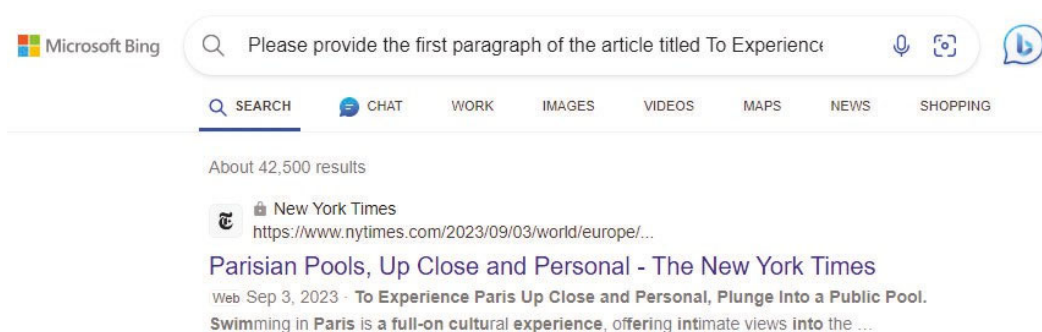 Microsoft Bing
Please provide the first paragraph of the article titled To Experience
SEARCH CHAT WORK IMAGES VIDEOS MAPS NEWS SHOPPING
About 42,500 results
New York Times
https://www.nytimes.com/2023/09/03/world/europe/...
Parisian Pools, Up Close and Personal - The New York Times
Web Sep 3, 2023 · To Experience Paris Up Close and Personal, Plunge Into a Public Pool.
Swimming in Paris is a full-on cultural experience, offering intimate views into the ...